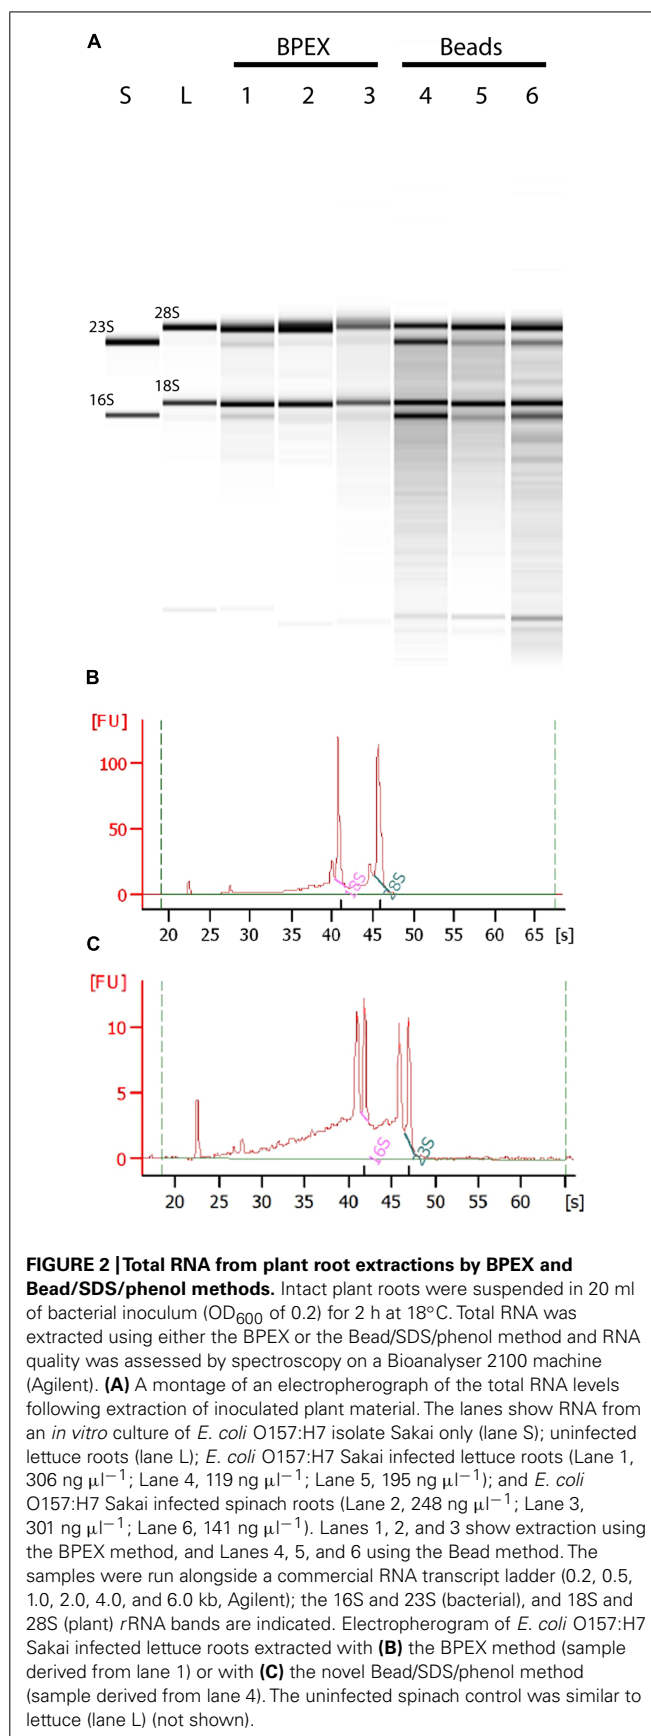 A
BPEX Beads
S L 1 2 3 4 5 6
28S
23S
18S
16S
B
[FU]
100
50
0
18S 28S
20 25 30 35 40 45 50 55 60 65 [s]
C
[FU]
10
5
0
16S 23S
20 25 30 35 40 45 50 55 60 [s]
FIGURE 2 | Total RNA from plant root extractions by BPEX and
Bead/SDS/phenol methods. Intact plant roots were suspended in 20 ml
of bacterial inoculum (OD600 of 0.2) for 2 h at 18°C. Total RNA was
extracted using either the BPEX or the Bead/SDS/phenol method and RNA
quality was assessed by spectroscopy on a Bioanalyser 2100 machine
(Agilent). (A) A montage of an electropherograph of the total RNA levels
following extraction of inoculated plant material. The lanes show RNA from
an in vitro culture of E. coli O157:H7 isolate Sakai only (lane S); uninfected
lettuce roots (lane L); E. coli O157:H7 Sakai infected lettuce roots (Lane 1,
306 ng μl−1; Lane 4, 119 ng μl−1; Lane 5, 195 ng μl−1); and E. coli
O157:H7 Sakai infected spinach roots (Lane 2, 248 ng μl−1; Lane 3,
301 ng μl−1; Lane 6, 141 ng μl−1). Lanes 1, 2, and 3 show extraction using
the BPEX method, and Lanes 4, 5, and 6 using the Bead method. The
samples were run alongside a commercial RNA transcript ladder (0.2, 0.5,
1.0, 2.0, 4.0, and 6.0 kb, Agilent); the 16S and 23S (bacterial), and 18S and
28S (plant) rRNA bands are indicated. Electropherogram of E. coli O157:H7
Sakai infected lettuce roots extracted with (B) the BPEX method (sample
derived from lane 1) or with (C) the novel Bead/SDS/phenol method
(sample derived from lane 4). The uninfected spinach control was similar to
lettuce (lane L) (not shown).